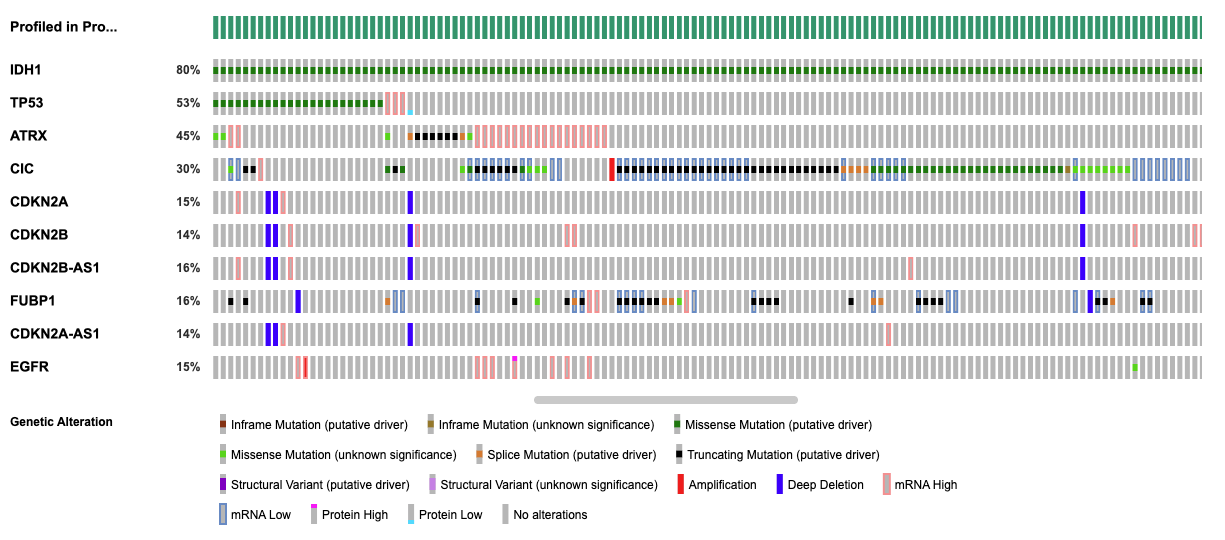 Profiled in Pro...
IDH1 80%
TP53 53%
ATRX 45%
CIC 30%
CDKN2A 15%
CDKN2B 14%
CDKN2B-AS1 16%
FUBP1 16%
CDKN2A-AS1 14%
EGFR 15%
Genetic Alteration Inframe Mutation (putative driver) Inframe Mutation (unknown significance) Missense Mutation (putative driver)
Missense Mutation (unknown significance) Splice Mutation (putative driver) Truncating Mutation (putative driver)
Structural Variant (putative driver) Structural Variant (unknown significance) Amplification Deep Deletion mRNA High
mRNA Low Protein High Protein Low No alterations